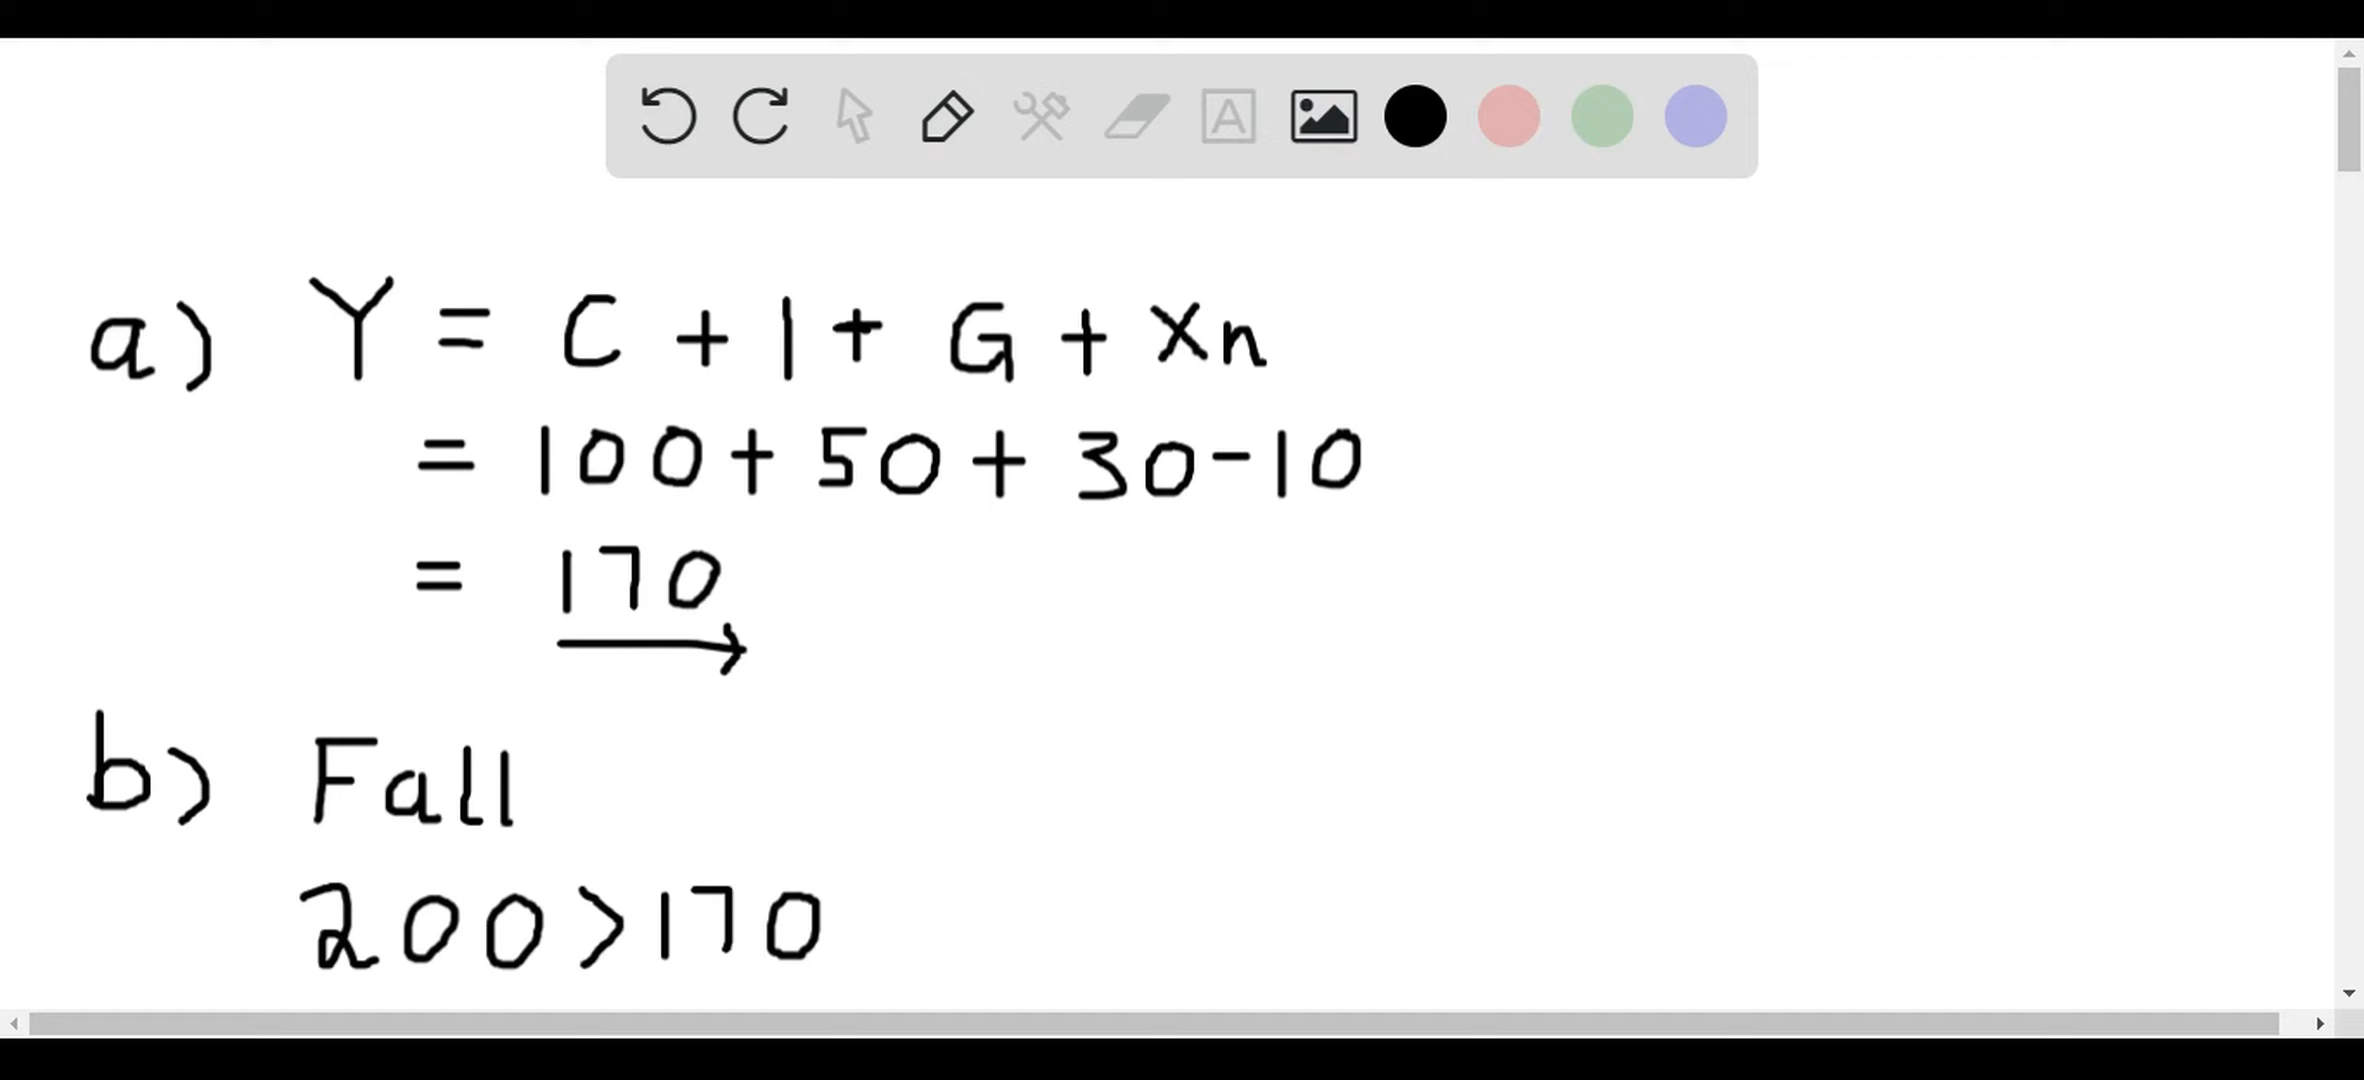 A
a) Y = C + I + G + Xn
= 100 + 50 + 30 - 10
= 170
b) Fall
200 > 170